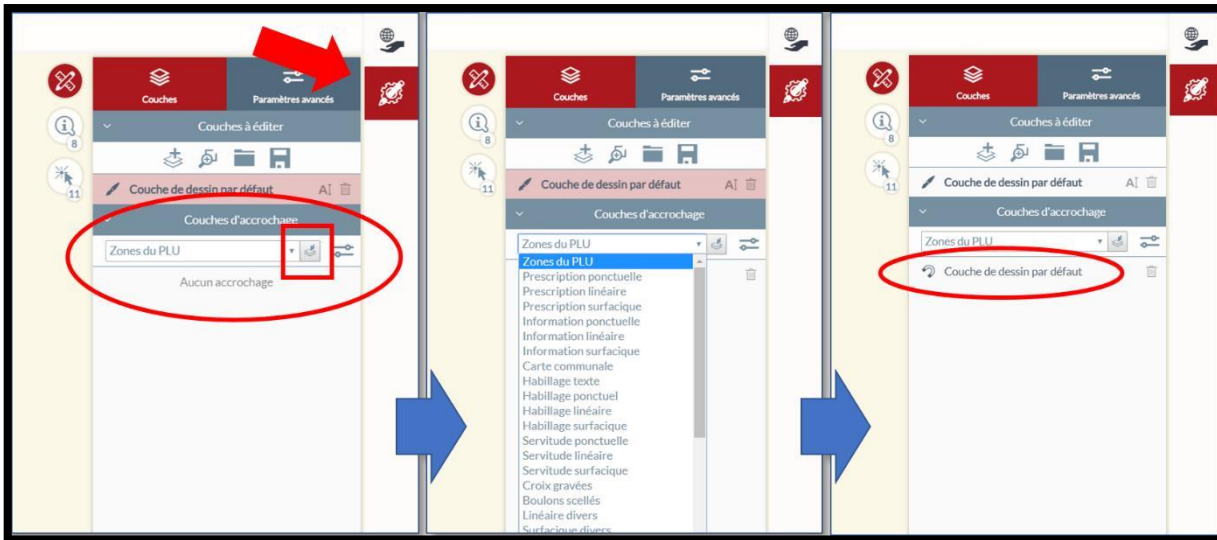 Couches
Paramètres avancés
Couches à éditer
8
Couche de dessin par défaut
AI
11
Couches d'accrochage
Zones du PLU
Aucun accrochage
Couches
Paramètres avancés
Couches à éditer
8
Couche de dessin par défaut
AI
11
Couches d'accrochage
Zones du PLU
Zones du PLU
Prescription ponctuelle
Prescription linéaire
Prescription surfacique
Information ponctuelle
Information linéaire
Information surfacique
Carte communale
Habillage texte
Habillage ponctuel
Habillage linéaire
Habillage surfacique
Servitude ponctuelle
Servitude linéaire
Servitude surfacique
Croix gravées
Boulons scellés
Linéaire divers
Surfacique divers
Couches
Paramètres avancés
Couches à éditer
8
Couche de dessin par défaut
AI
11
Couches d'accrochage
Zones du PLU
Couche de dessin par défaut